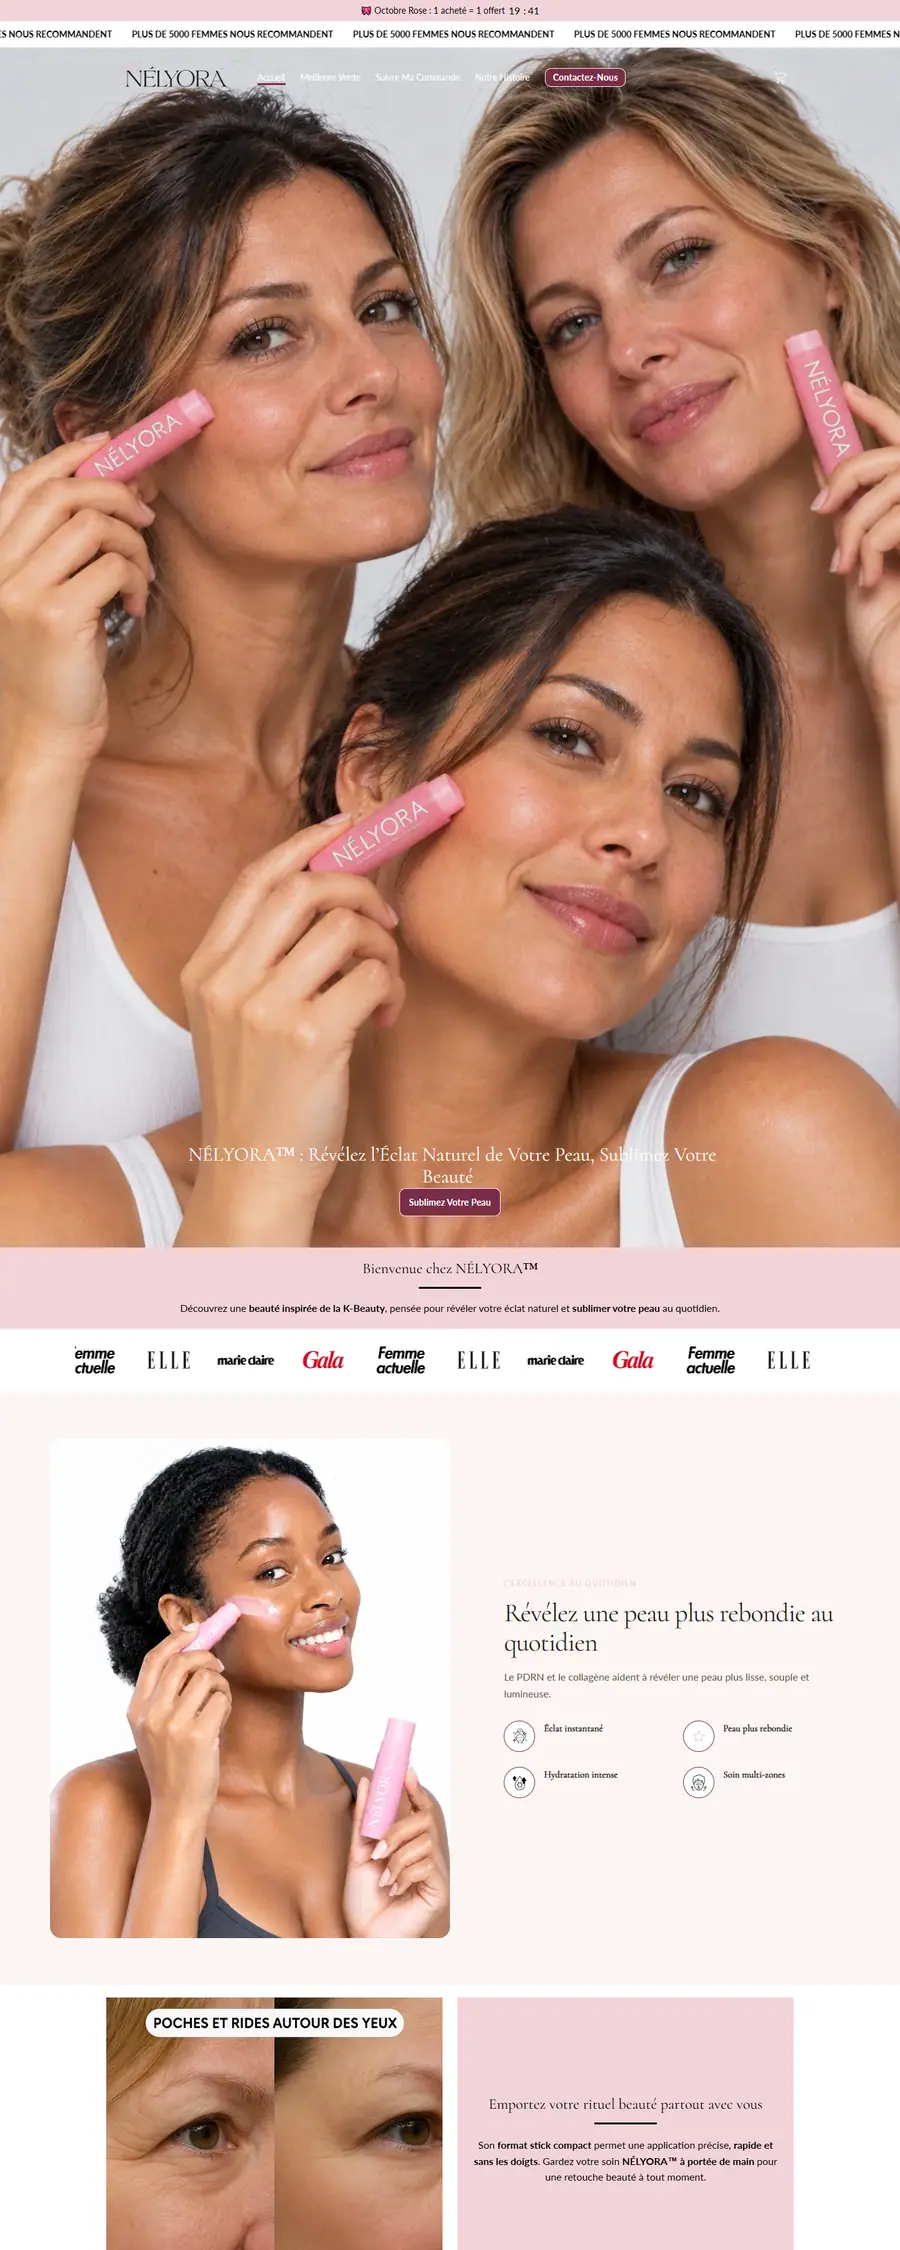 Octobre Rose : 1 acheté = 1 offert 19 : 41
ES NOUS RECOMMANDENT PLUS DE 5000 FEMMES NOUS RECOMMANDENT PLUS DE 5000 FEMMES NOUS RECOMMANDENT PLUS DE 5000 FEMMES NOUS RECOMMANDENT PLUS DE 5000 FEMMES N
NÉLYORA Accueil Meilleure Vente Suivre Ma Commande Notre Histoire Contactez-Nous
NÉLYORA
NÉLYORA
NÉLYORA
NÉLYORA™ : Révélez l'Éclat Naturel de Votre Peau, Sublimez Votre
Beauté
Sublimez Votre Peau
Bienvenue chez NÉLYORA™
Découvrez une beauté inspirée de la K-Beauty, pensée pour révéler votre éclat naturel et sublimer votre peau au quotidien.
Femme actuelle ELLE marie claire Gala Femme actuelle ELLE marie claire Gala Femme actuelle ELLE
NÉLYORA
L'EXCELLENCE AU QUOTIDIEN
Révélez une peau plus rebondie au
quotidien
Le PDRN et le collagène aident à révéler une peau plus lisse, souple et
lumineuse.
Éclat instantané Peau plus rebondie
Hydratation intense Soin multi-zones
POCHES ET RIDES AUTOUR DES YEUX
Emportez votre rituel beauté partout avec vous
Son format stick compact permet une application précise, rapide et
sans les doigts. Gardez votre soin NÉLYORA™ à portée de main pour
une retouche beauté à tout moment.